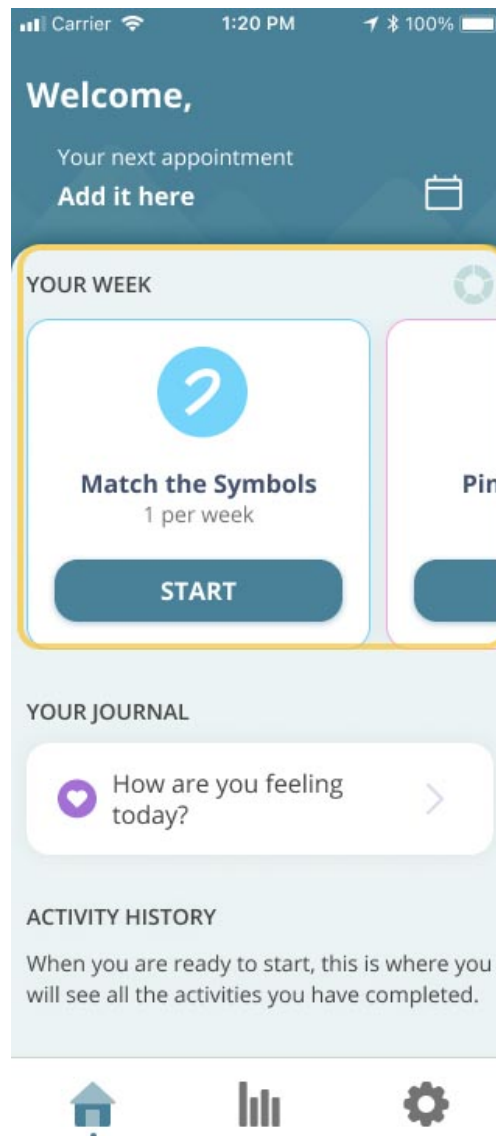 Carrier 1:20 PM 100%
Welcome,
Your next appointment
Add it here
YOUR WEEK
Match the Symbols
1 per week
START
Pin
YOUR JOURNAL
How are you feeling
today?
ACTIVITY HISTORY
When you are ready to start, this is where you
will see all the activities you have completed.